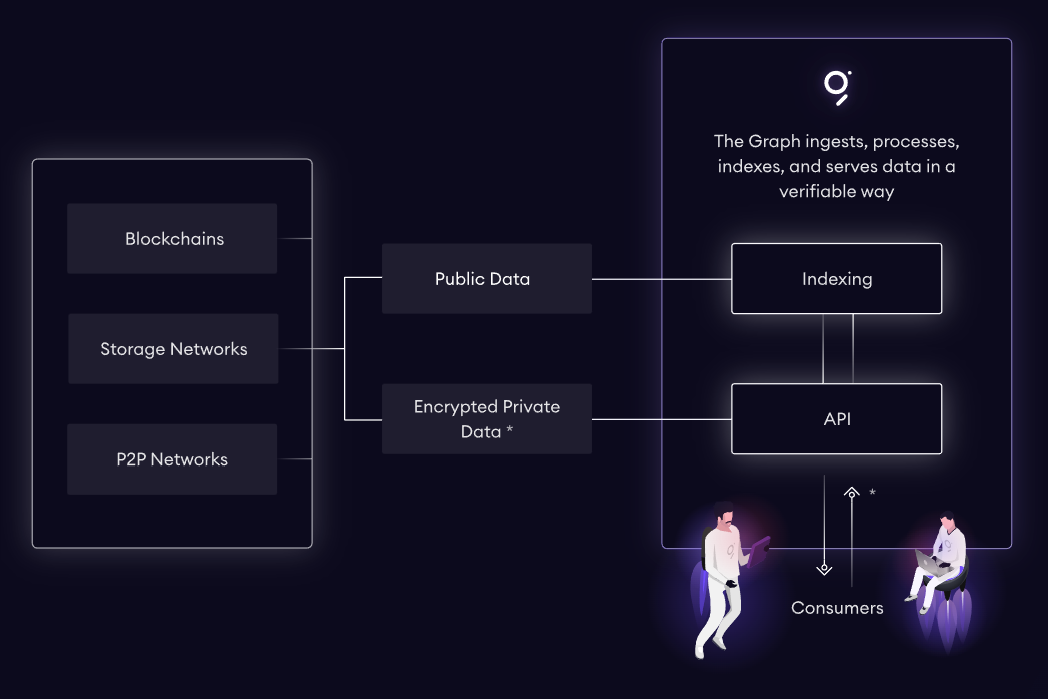 The Graph ingests, processes,
indexes, and serves data in a
verifiable way
Blockchains
Storage Networks
P2P Networks
Public Data
Encrypted Private
Data *
Indexing
API
*
Consumers